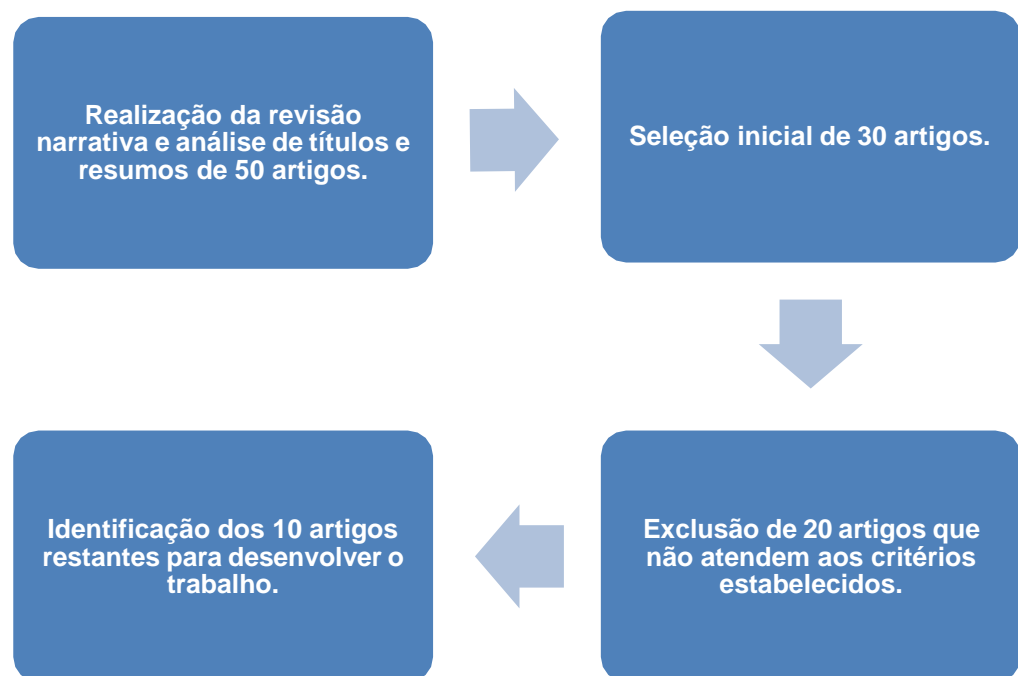 Realização da revisão
narrativa e análise de títulos e
resumos de 50 artigos.
Seleção inicial de 30 artigos.
Exclusão de 20 artigos que
não atendem aos critérios
estabelecidos.
Identificação dos 10 artigos
restantes para desenvolver o
trabalho.